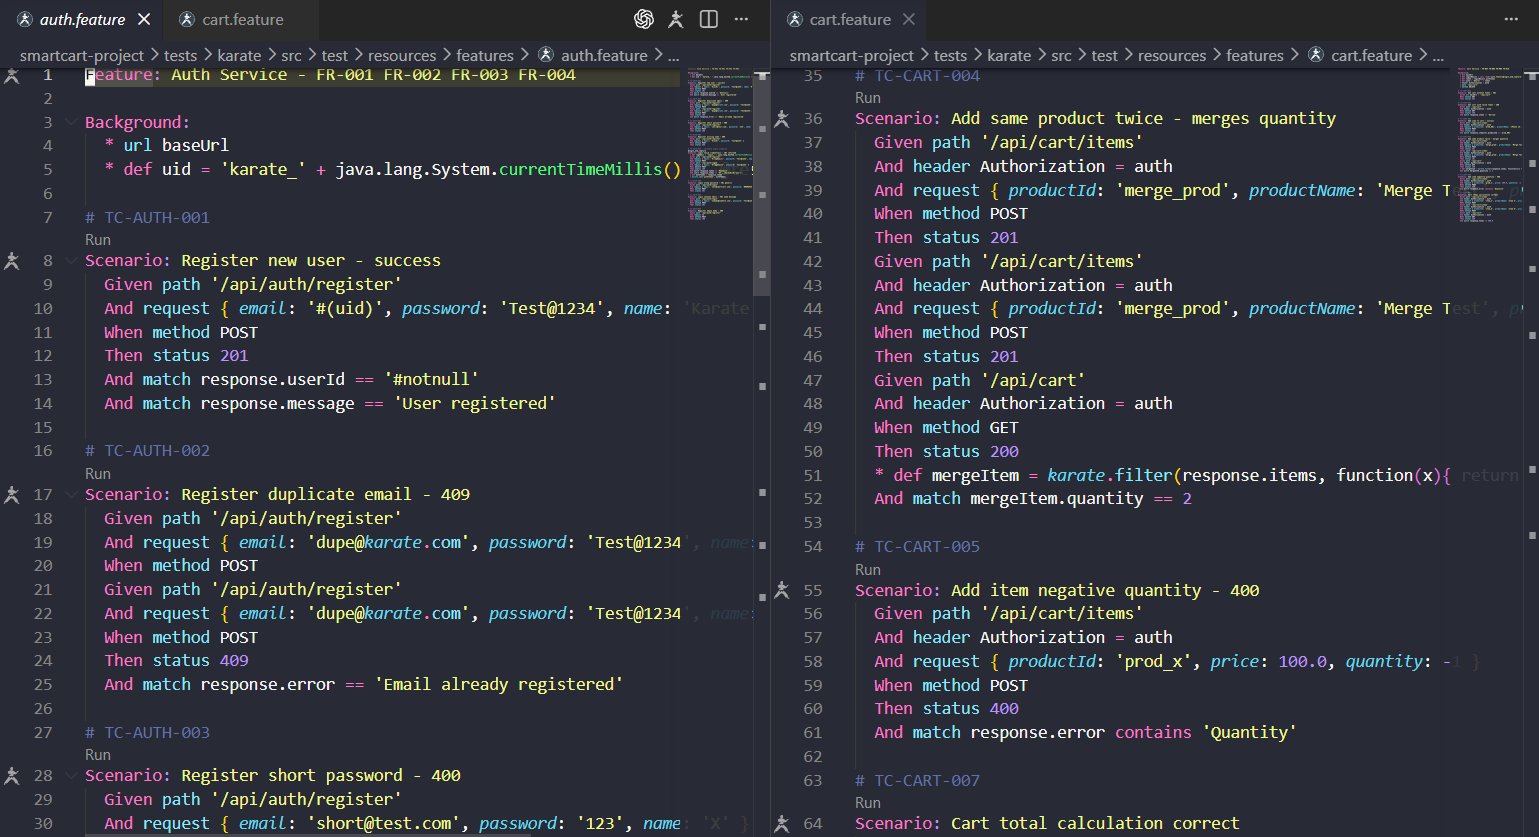 auth.feature
cart.feature
smartcart-project > tests > karate > src > test > resources > features > auth.feature > ...
1 Feature: Auth Service - FR-001 FR-002 FR-003 FR-004
2
3 Background:
4 * url baseUrl
5 * def uid = 'karate_' + java.lang.System.currentTimeMillis()
6
7 # TC-AUTH-001
Run
8 Scenario: Register new user - success
9 Given path '/api/auth/register'
10 And request { email: '#(uid)', password: 'Test@1234', name: 'Karate
11 When method POST
12 Then status 201
13 And match response.userId == '#notnull'
14 And match response.message == 'User registered'
15
16 # TC-AUTH-002
Run
17 Scenario: Register duplicate email - 409
18 Given path '/api/auth/register'
19 And request { email: 'dupe@karate.com', password: 'Test@1234', name:
20 When method POST
21 Given path '/api/auth/register'
22 And request { email: 'dupe@karate.com', password: 'Test@1234', name:
23 When method POST
24 Then status 409
25 And match response.error == 'Email already registered'
26
27 # TC-AUTH-003
Run
28 Scenario: Register short password - 400
29 Given path '/api/auth/register'
30 And request { email: 'short@test.com', password: '123', name: 'X' }
cart.feature
smartcart-project > tests > karate > src > test > resources > features > cart.feature > ...
35 # TC-CART-004
Run
36 Scenario: Add same product twice - merges quantity
37 Given path '/api/cart/items'
38 And header Authorization = auth
39 And request { productId: 'merge_prod', productName: 'Merge T
40 When method POST
41 Then status 201
42 Given path '/api/cart/items'
43 And header Authorization = auth
44 And request { productId: 'merge_prod', productName: 'Merge Test',
45 When method POST
46 Then status 201
47 Given path '/api/cart'
48 And header Authorization = auth
49 When method GET
50 Then status 200
51 * def mergeItem = karate.filter(response.items, function(x){ return
52 And match mergeItem.quantity == 2
53
54 # TC-CART-005
Run
55 Scenario: Add item negative quantity - 400
56 Given path '/api/cart/items'
57 And header Authorization = auth
58 And request { productId: 'prod_x', price: 100.0, quantity: -1 }
59 When method POST
60 Then status 400
61 And match response.error contains 'Quantity'
62
63 # TC-CART-007
Run
64 Scenario: Cart total calculation correct